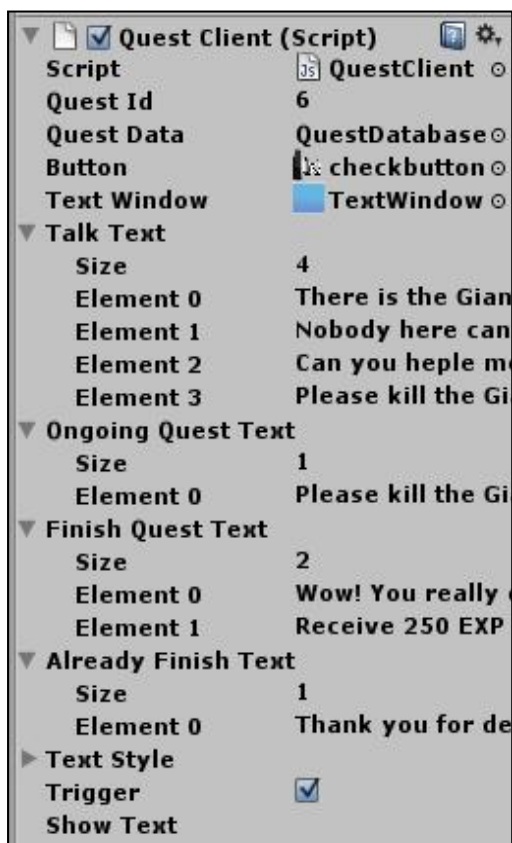 Quest Client (Script)
Script Js QuestClient
Quest Id 6
Quest Data QuestDatabase
Button checkbutton
Text Window TextWindow
Talk Text
Size 4
Element 0 There is the Gian
Element 1 Nobody here can
Element 2 Can you heple m
Element 3 Please kill the Gi
Ongoing Quest Text
Size 1
Element 0 Please kill the Gi
Finish Quest Text
Size 2
Element 0 Wow! You really
Element 1 Receive 250 EXP
Already Finish Text
Size 1
Element 0 Thank you for de
Text Style
Trigger
Show Text